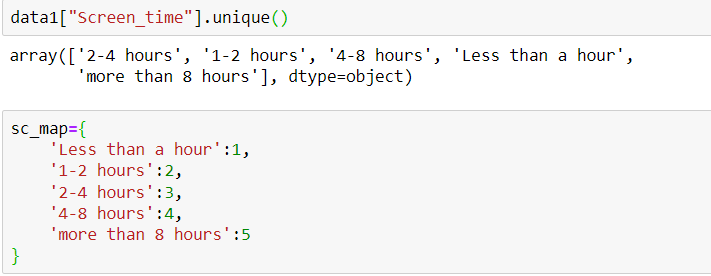 data1["Screen_time"].unique()
array(['2-4 hours', '1-2 hours', '4-8 hours', 'Less than a hour',
'more than 8 hours'], dtype=object)
sc_map={
'Less than a hour':1,
'1-2 hours':2,
'2-4 hours':3,
'4-8 hours':4,
'more than 8 hours':5
}